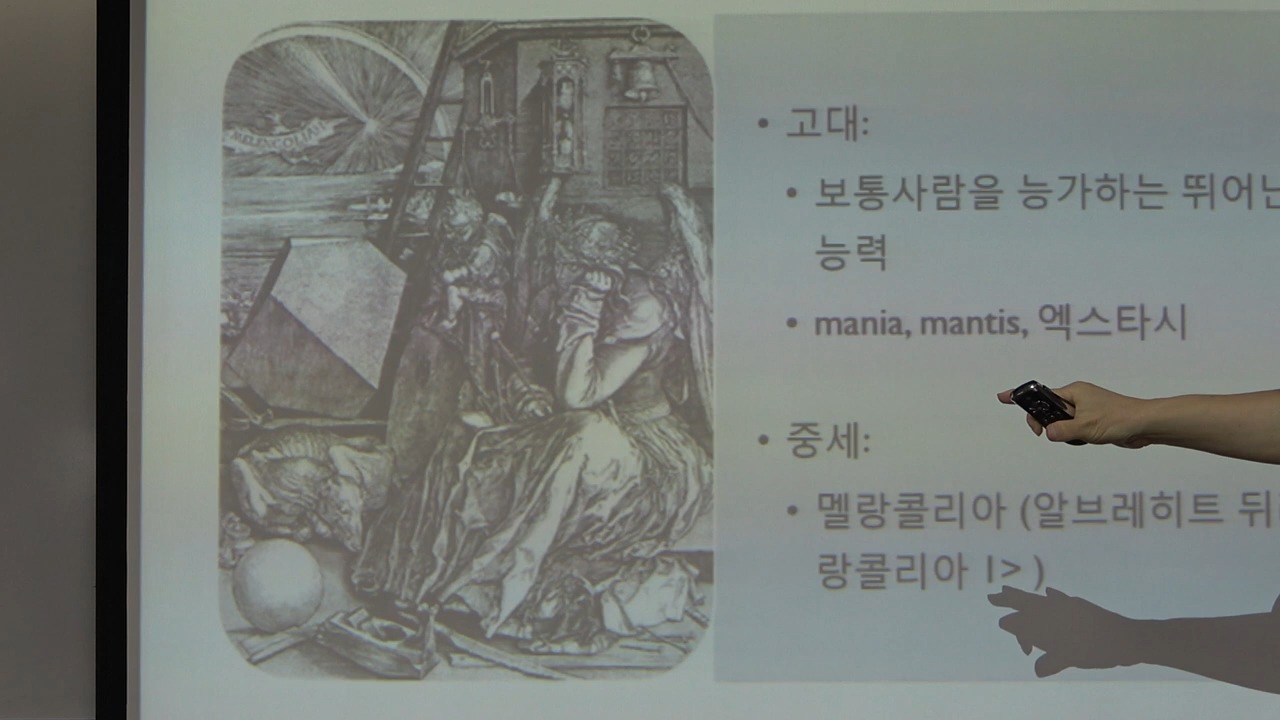 MELENCOLIA I
• 고대:
• 보통사람을 능가하는 뛰어난
능력
• mania, mantis, 엑스타시
• 중세:
• 멜랑콜리아 (알브레히트 뒤
랑콜리아 I> )